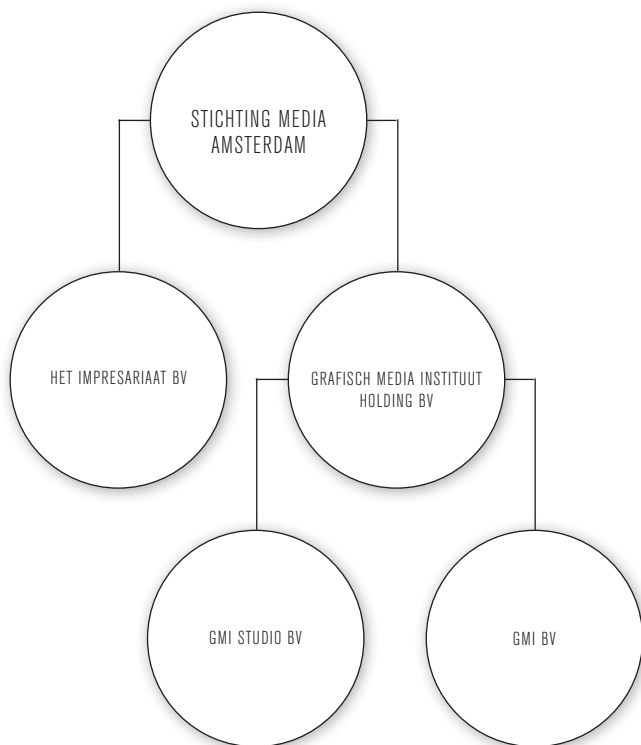 STICHTING MEDIA
AMSTERDAM
HET IMPRESARIAAT BV
GRAFISCH MEDIA INSTITUUT
HOLDING BV
GMI STUDIO BV
GMI BV